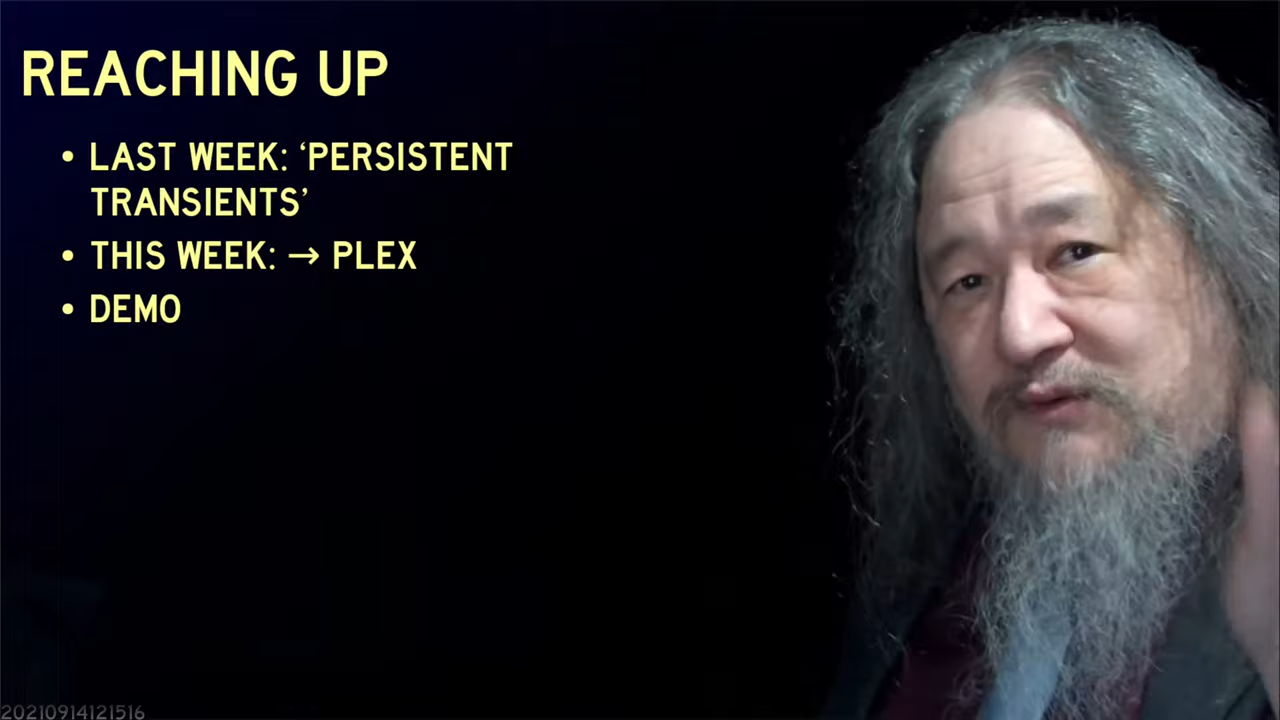 REACHING UP
• LAST WEEK: ‘PERSISTENT
TRANSIENTS’
• THIS WEEK: → PLEX
• DEMO
20210914121516